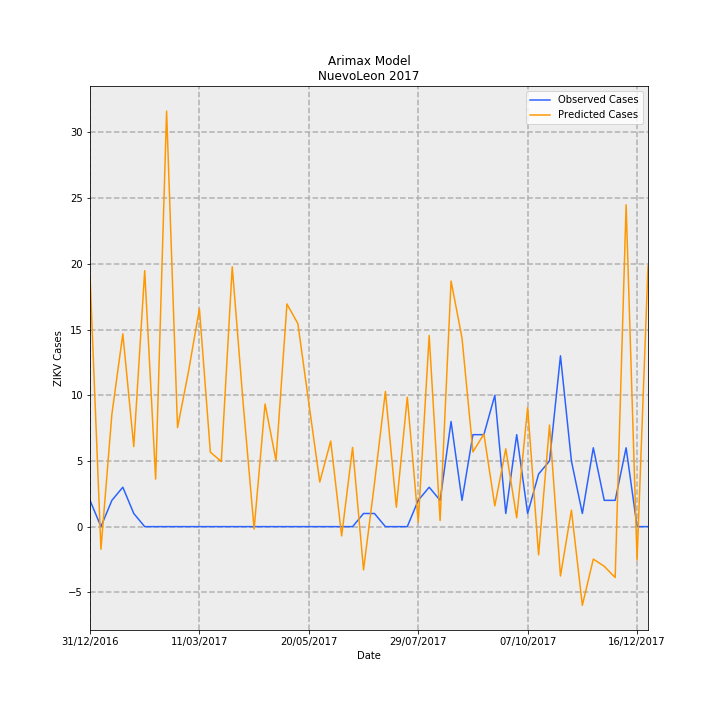 Arimax Model
NuevoLeon 2017
Observed Cases
Predicted Cases
ZIKV Cases
30
25
20
15
10
5
0
−5
31/12/2016
11/03/2017
20/05/2017
29/07/2017
07/10/2017
16/12/2017
Date